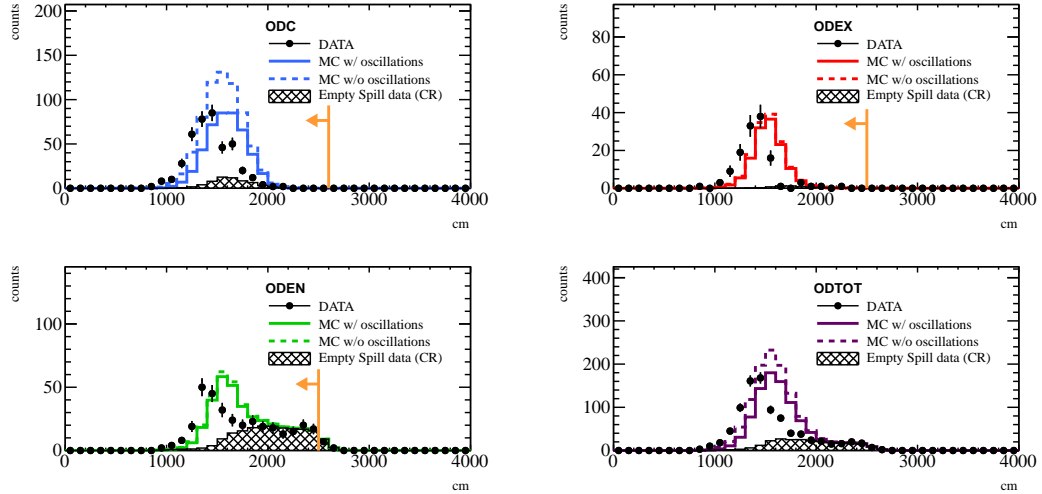 counts
200
150
100
50
0
ODC
DATA
MC w/ oscillations
MC w/o oscillations
Empty Spill data (CR)
0 1000 2000 3000 4000
cm
counts
80
60
40
20
0
ODEX
DATA
MC w/ oscillations
MC w/o oscillations
Empty Spill data (CR)
0 1000 2000 3000 4000
cm
counts
100
50
0
ODEN
DATA
MC w/ oscillations
MC w/o oscillations
Empty Spill data (CR)
0 1000 2000 3000 4000
cm
counts
400
300
200
100
0
ODTOT
DATA
MC w/ oscillations
MC w/o oscillations
Empty Spill data (CR)
0 1000 2000 3000 4000
cm